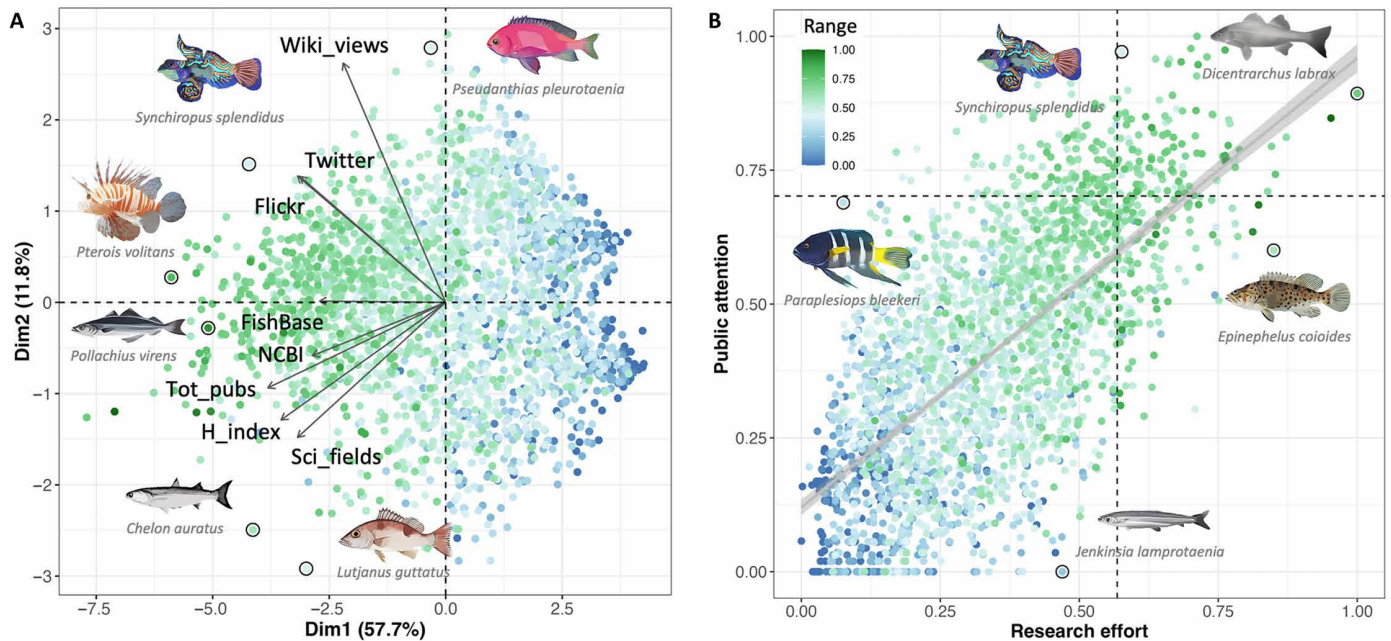 A
3
2
1
0
−1
−2
−3
Dim2 (11.8%)
Wiki_views
Synchiropus splendidus
Pseudanthias pleurotaenia
Twitter
Flickr
Pterois volitans
FishBase
Pollachius virens
NCBI
Tot_pubs
H_index
Sci_fields
Chelon auratus
Lutjanus guttatus
−7.5
−5.0
−2.5
0.0
2.5
Dim1 (57.7%)
B
Range
1.00
0.75
0.50
0.25
0.00
1.00
0.75
0.50
0.25
0.00
Public attention
Synchiropus splendidus
Dicentrarchus labrax
Paraplesiops bleekeri
Epinephelus coioides
Jenkinsia lamprotaenia
0.00
0.25
0.50
0.75
1.00
Research effort